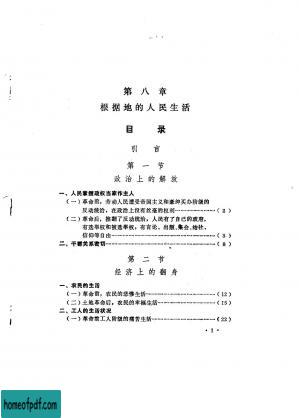 第八章
根据地的人民生活
目录
引言
第一节
政治上的解放
一、人民掌握政权当家作主人
（一）革命前，劳动人民遭受帝国主义和豪绅买办阶级的
反动统治，在政治上没有丝毫的权利……（2）
（二）革命后，推翻了反动统治，人民有了自己的政府，
有选举权和被选举权，有言论、出版、集会、结社、
信仰等自由……（3）
二、干群关系密切……（8）
第二节
经济上的翻身
一、农民的生活
（一）革命前，农民的悲惨生活……（12）
（二）土地革命后，农民的幸福生活……（15）
二、工人的生活状况
（一）革命前工人阶级的痛苦生活……（22）
·1·
homeofpdf.com
homeofpdf.com